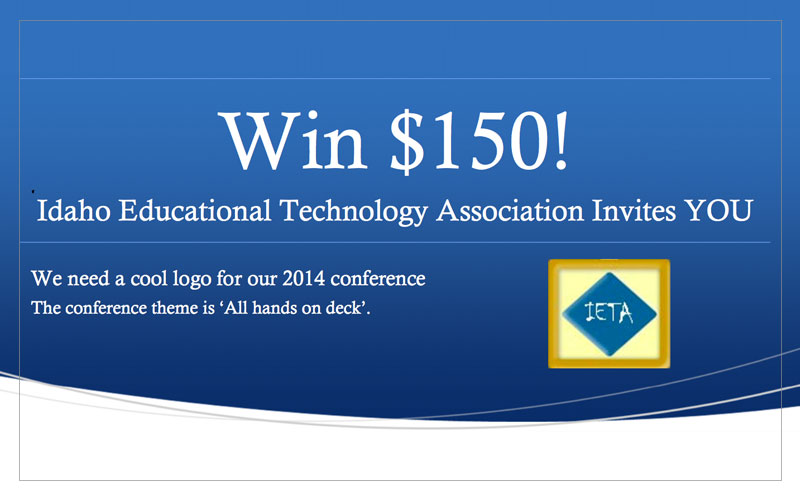 Win $150!
Idaho Educational Technology Association Invites YOU
We need a cool logo for our 2014 conference
The conference theme is ‘All hands on deck’.
IETA